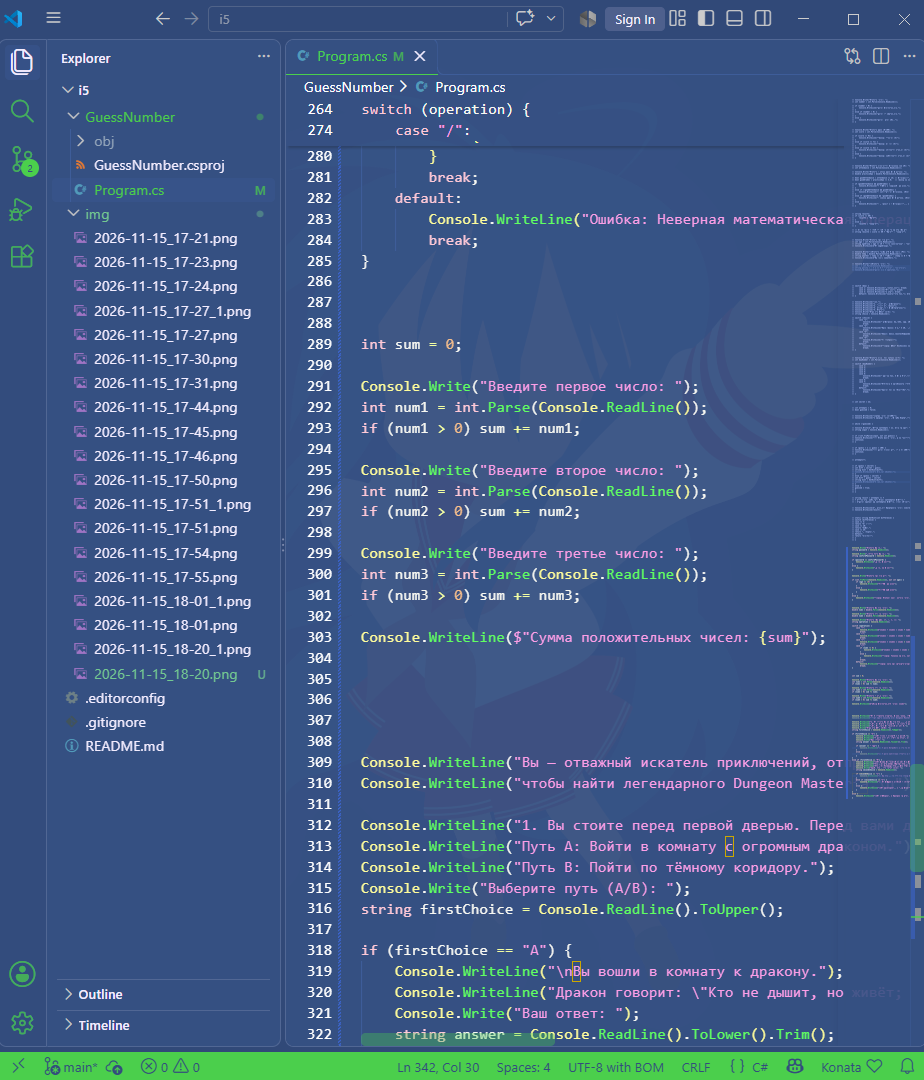 i5
Sign In
Explorer
i5
GuessNumber
obj
GuessNumber.csproj
Program.cs M
img
2026-11-15_17-21.png
2026-11-15_17-23.png
2026-11-15_17-24.png
2026-11-15_17-27_1.png
2026-11-15_17-27.png
2026-11-15_17-30.png
2026-11-15_17-31.png
2026-11-15_17-44.png
2026-11-15_17-45.png
2026-11-15_17-46.png
2026-11-15_17-50.png
2026-11-15_17-51_1.png
2026-11-15_17-51.png
2026-11-15_17-54.png
2026-11-15_17-55.png
2026-11-15_18-01_1.png
2026-11-15_18-01.png
2026-11-15_18-20_1.png
2026-11-15_18-20.png U
.editorconfig
.gitignore
README.md
Outline
Timeline
2
Program.cs M
GuessNumber > Program.cs
264 switch (operation) {
274     case "/":
280         }
281         break;
282     default:
283         Console.WriteLine("Ошибка: Неверная математическа
284         break;
285 }
286
287
288
289 int sum = 0;
290
291 Console.Write("Введите первое число: ");
292 int num1 = int.Parse(Console.ReadLine());
293 if (num1 > 0) sum += num1;
294
295 Console.Write("Введите второе число: ");
296 int num2 = int.Parse(Console.ReadLine());
297 if (num2 > 0) sum += num2;
298
299 Console.Write("Введите третье число: ");
300 int num3 = int.Parse(Console.ReadLine());
301 if (num3 > 0) sum += num3;
302
303 Console.WriteLine($"Сумма положительных чисел: {sum}");
304
305
306
307
308
309 Console.WriteLine("Вы — отважный искатель приключений, от
310 Console.WriteLine("чтобы найти легендарного Dungeon Maste
311
312 Console.WriteLine("1. Вы стоите перед первой дверью. Перед вами д
313 Console.WriteLine("Путь A: Войти в комнату с огромным драконом.")
314 Console.WriteLine("Путь B: Пойти по тёмному коридору.");
315 Console.Write("Выберите путь (A/B): ");
316 string firstChoice = Console.ReadLine().ToUpper();
317
318 if (firstChoice == "A") {
319     Console.WriteLine("\nВы вошли в комнату к дракону.");
320     Console.WriteLine("Дракон говорит: \"Кто не дышит, но живёт;
321     Console.Write("Ваш ответ: ");
322     string answer = Console.ReadLine().ToLower().Trim();
main* 0 0 Ln 342, Col 30 Spaces: 4 UTF-8 with BOM CRLF { } C# Konata